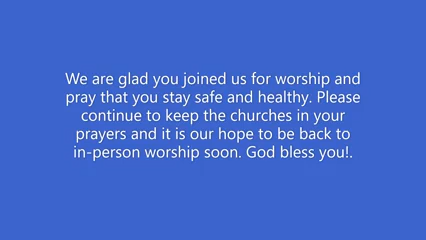 We are glad you joined us for worship and
pray that you stay safe and healthy. Please
continue to keep the churches in your
prayers and it is our hope to be back to
in-person worship soon. God bless you!.